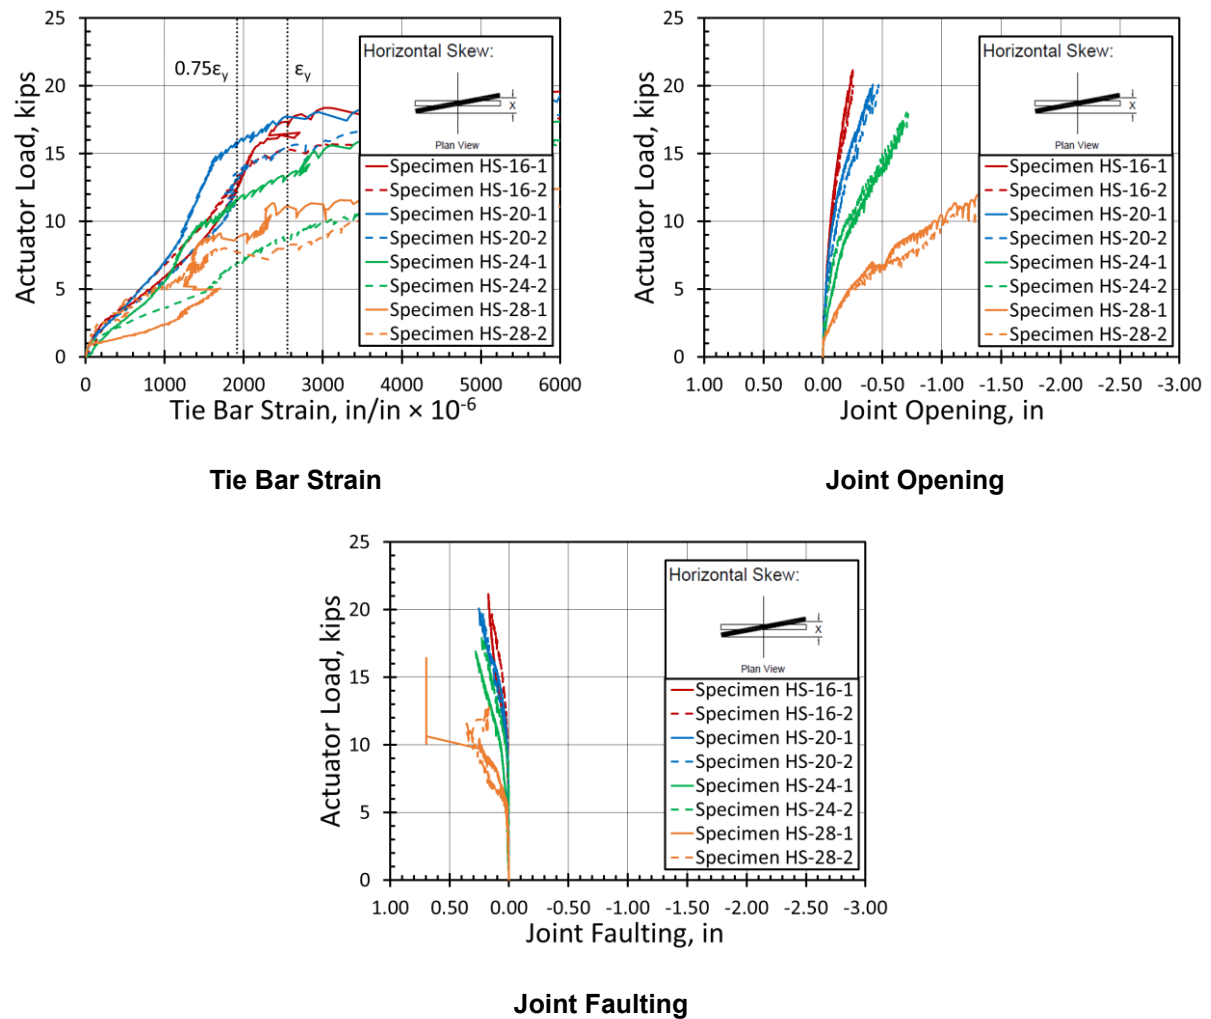 25
20
15
10
5
0
Actuator Load, kips
0.75εy
εy
Horizontal Skew:
X
Plan View
Specimen HS-16-1
Specimen HS-16-2
Specimen HS-20-1
Specimen HS-20-2
Specimen HS-24-1
Specimen HS-24-2
Specimen HS-28-1
Specimen HS-28-2
0 1000 2000 3000 4000 5000 6000
Tie Bar Strain, in/in × 10-6
Tie Bar Strain
25
20
15
10
5
0
Actuator Load, kips
Horizontal Skew:
X
Plan View
Specimen HS-16-1
Specimen HS-16-2
Specimen HS-20-1
Specimen HS-20-2
Specimen HS-24-1
Specimen HS-24-2
Specimen HS-28-1
Specimen HS-28-2
1.00 0.50 0.00 -0.50 -1.00 -1.50 -2.00 -2.50 -3.00
Joint Opening, in
Joint Opening
25
20
15
10
5
0
Actuator Load, kips
Horizontal Skew:
X
Plan View
Specimen HS-16-1
Specimen HS-16-2
Specimen HS-20-1
Specimen HS-20-2
Specimen HS-24-1
Specimen HS-24-2
Specimen HS-28-1
Specimen HS-28-2
1.00 0.50 0.00 -0.50 -1.00 -1.50 -2.00 -2.50 -3.00
Joint Faulting, in
Joint Faulting